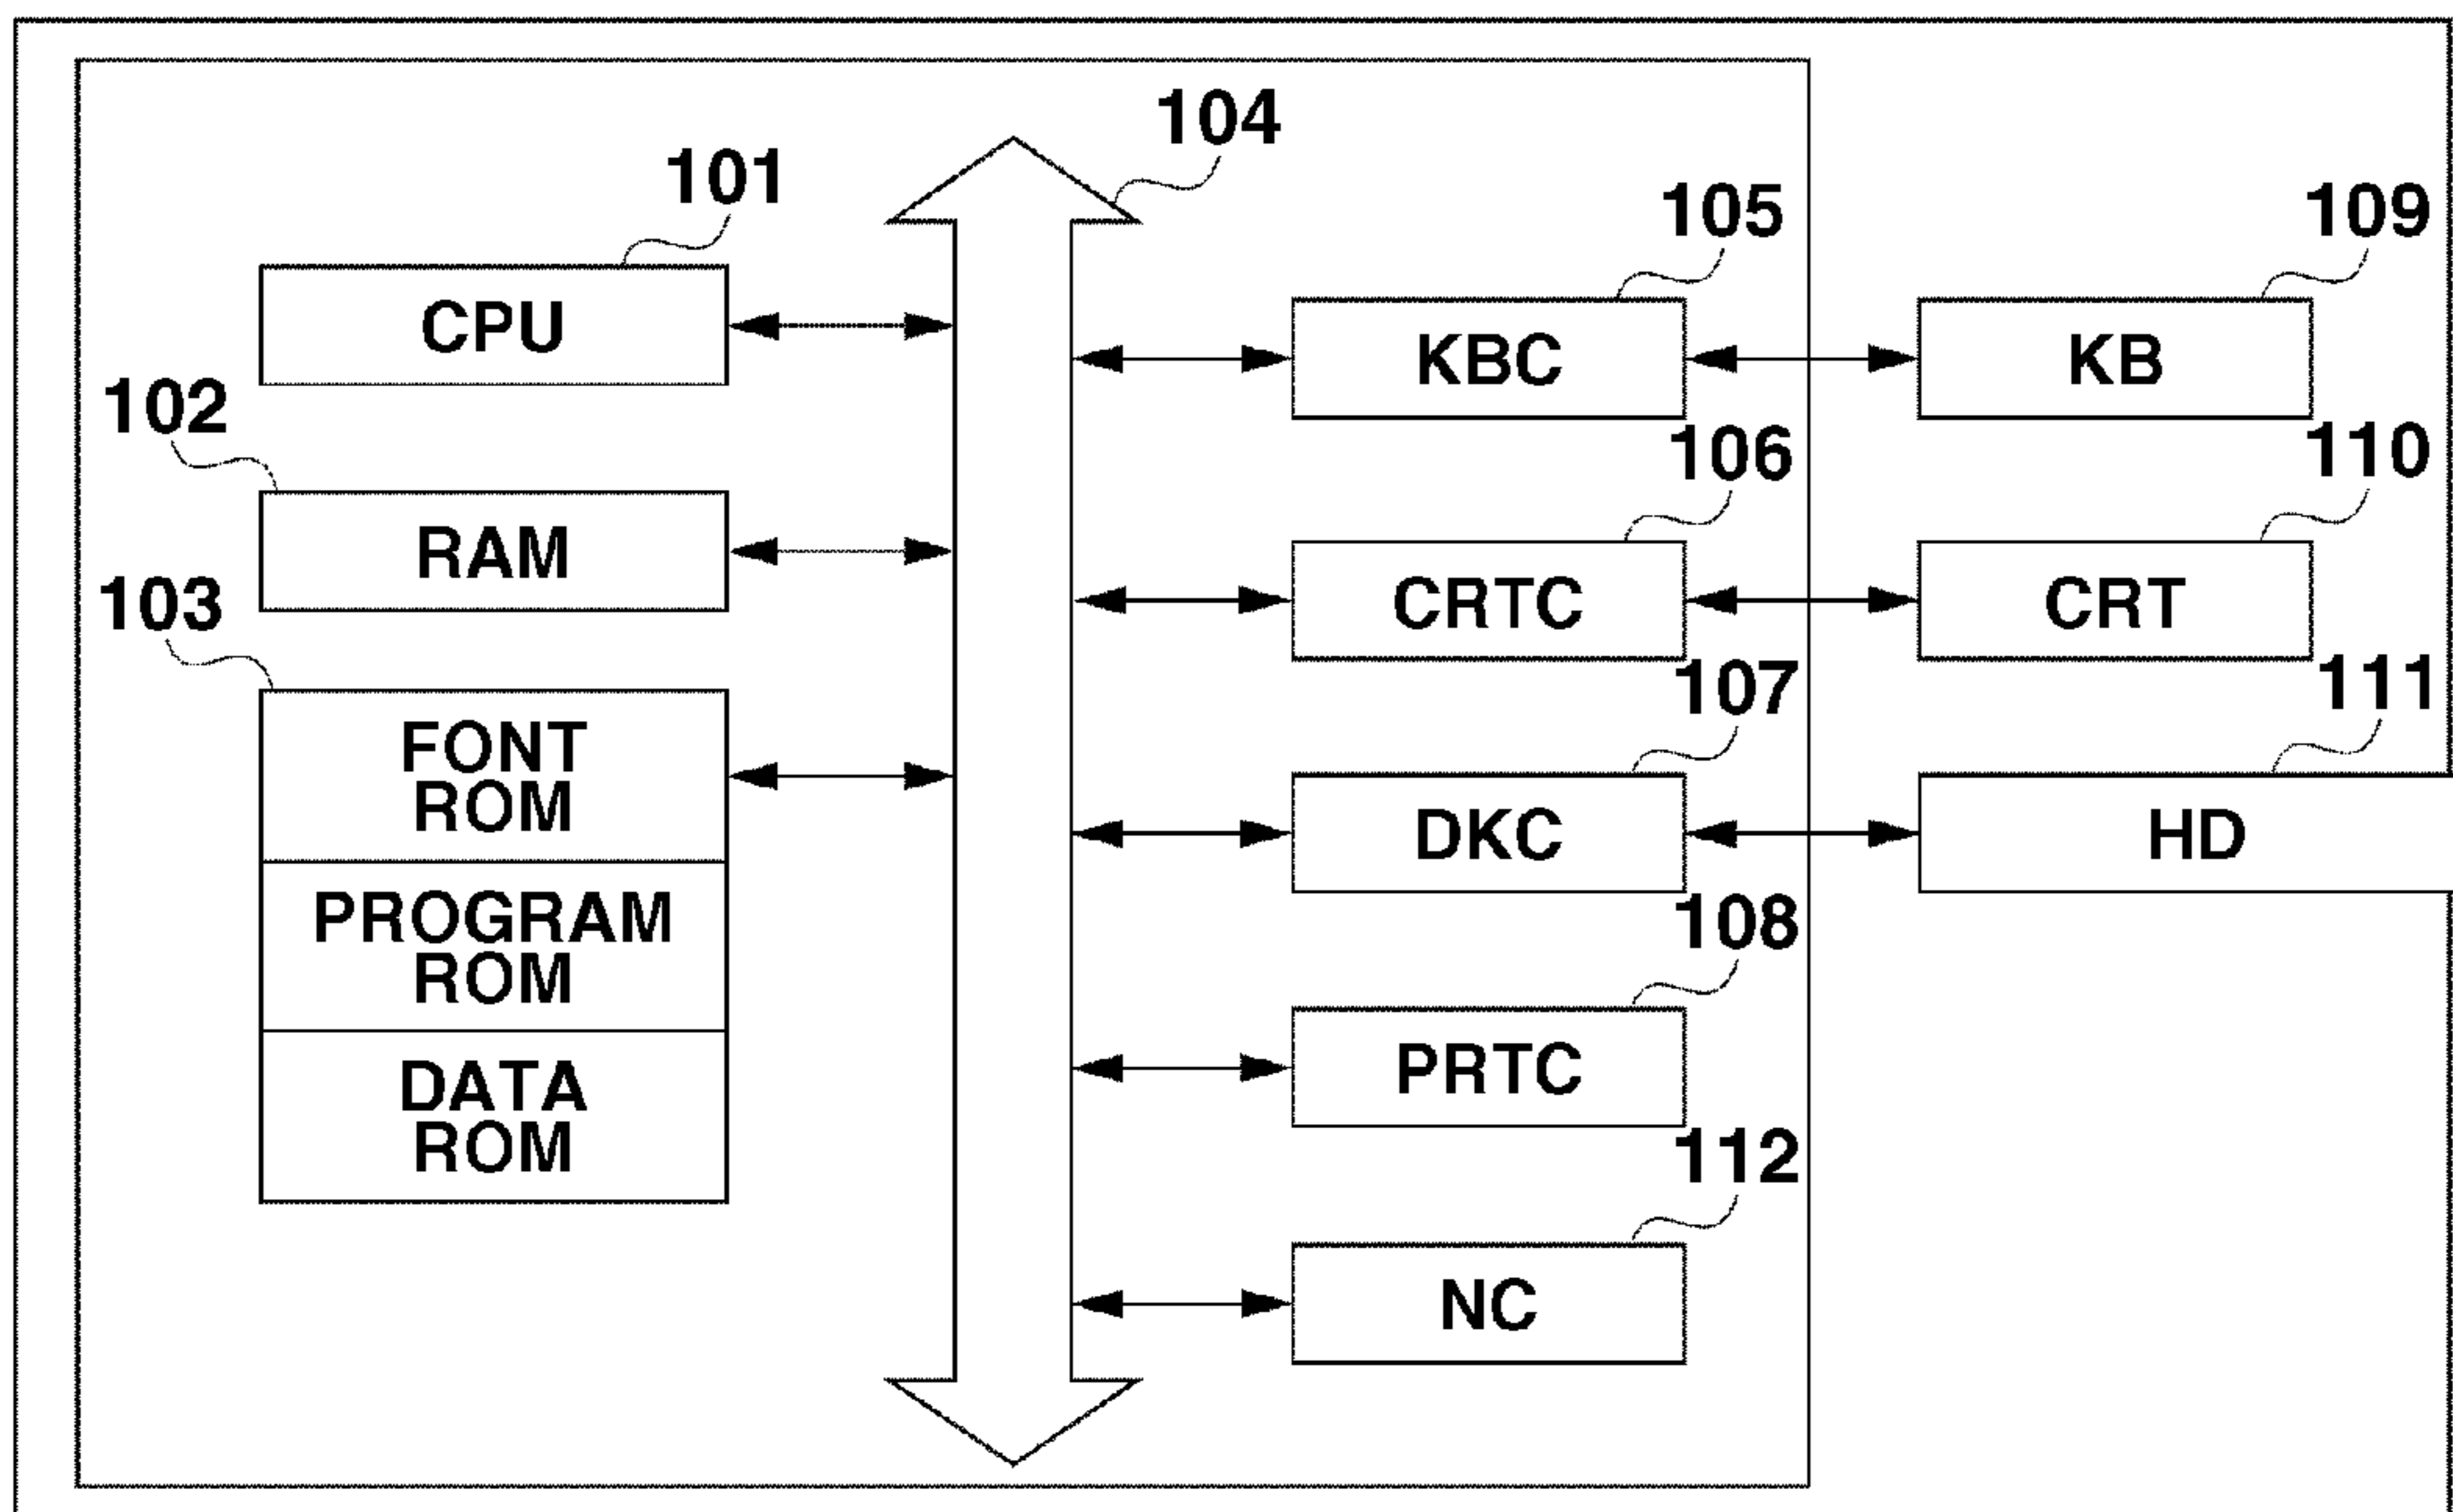 104
101
105
109
CPU
KBC
KB
102
106
110
RAM
CRTC
CRT
103
107
111
FONT
ROM
DKC
HD
PROGRAM
ROM
108
DATA
ROM
PRTC
112
NC